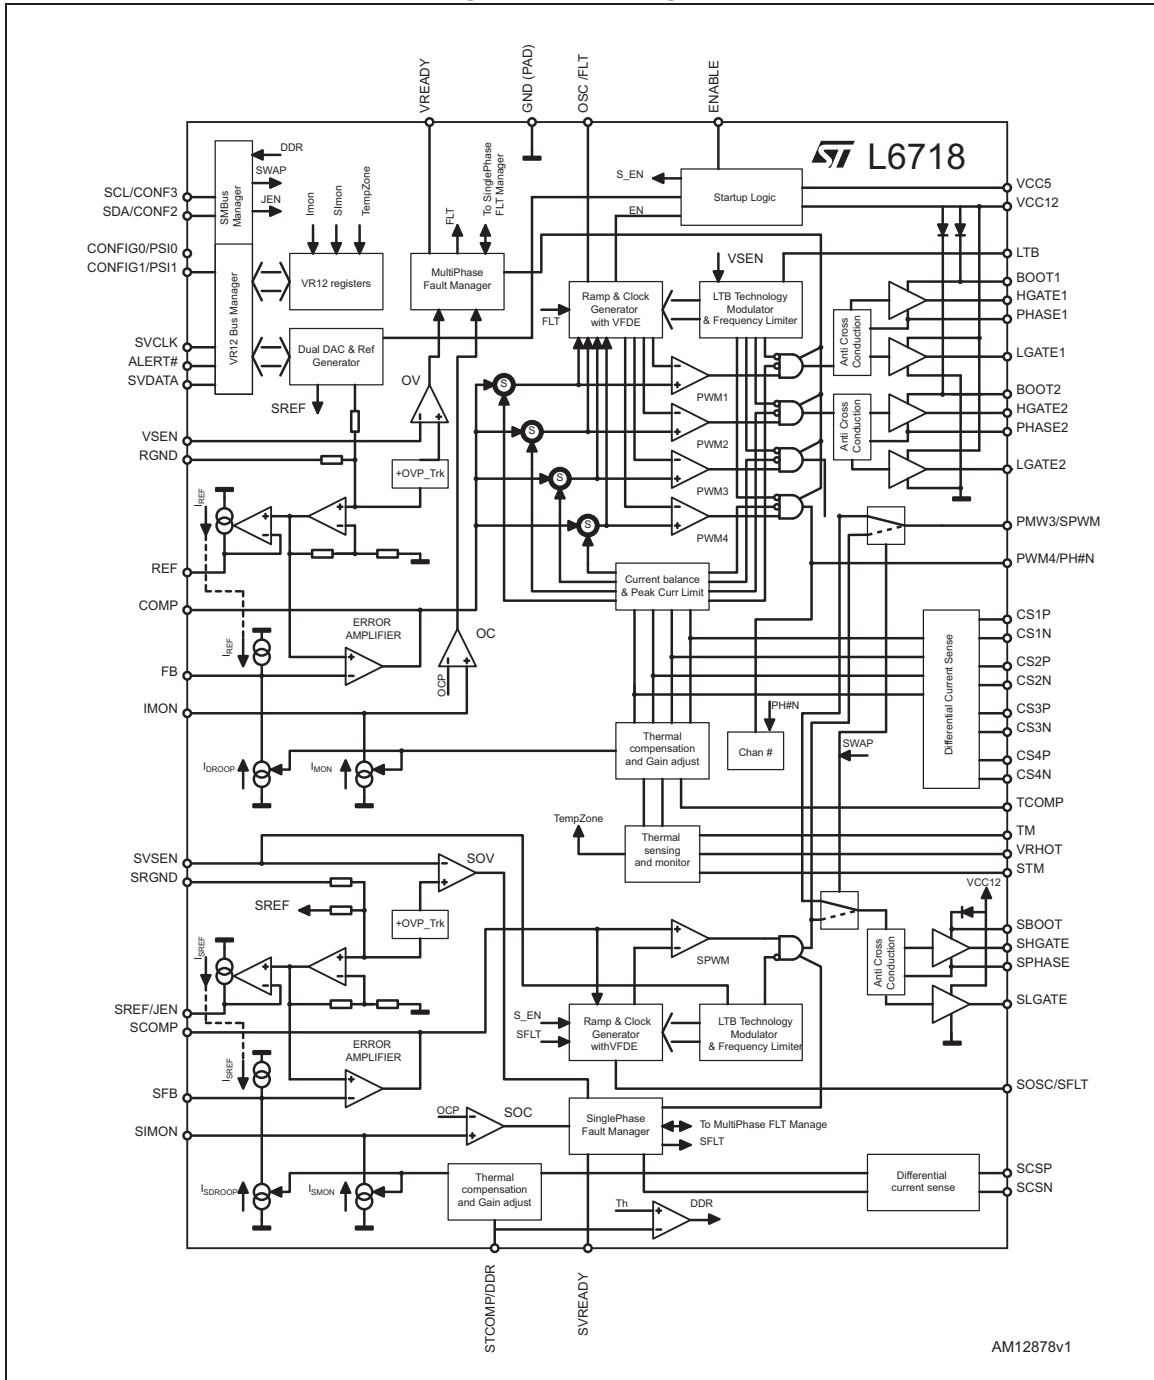 VREADY
GND (PAD)
OSC /FLT
ENABLE
ST L6718
SCL/CONF3
SDA/CONF2
CONFIG0/PSI0
CONFIG1/PSI1
SVCLK
ALERT#
SVDATA
VSEN
RGND
REF
COMP
FB
IMON
SVSEN
SRGND
SREF/JEN
SCOMP
SFB
SIMON
SMBus
Manager
VR12 Bus Manager
DDR
SWAP
JEN
Imon
SImon
TempZone
VR12 registers
Dual DAC & Ref
Generator
SREF
FLT
To SinglePhase
FLT Manager
MultiPhase
Fault Manager
S_EN
EN
Startup Logic
VSEN
FLT
Ramp & Clock
Generator
with VFDE
LTB Technology
Modulator
& Frequency Limiter
OV
+OVP_Trk
S
S
S
S
PWM1
PWM2
PWM3
PWM4
Anti Cross
Conduction
Anti Cross
Conduction
VCC5
VCC12
LTB
BOOT1
HGATE1
PHASE1
LGATE1
BOOT2
HGATE2
PHASE2
LGATE2
PMW3/SPWM
PWM4/PH#N
CS1P
CS1N
CS2P
CS2N
CS3P
CS3N
CS4P
CS4N
TCOMP
TM
VRHOT
STM
IREF
IREF
ERROR
AMPLIFIER
OC
OCP
Current balance
& Peak Curr Limit
Differential Current Sense
PH#N
Chan #
SWAP
Thermal
compensation
and Gain adjust
IDROOP
IMON
TempZone
Thermal
sensing
and monitor
SOV
SREF
+OVP_Trk
ISREF
ISREF
ERROR
AMPLIFIER
SPWM
S_EN
SFLT
Ramp & Clock
Generator
withVFDE
LTB Technology
Modulator
& Frequency Limiter
VCC12
Anti Cross
Conduction
SBOOT
SHGATE
SPHASE
SLGATE
SOSC/SFLT
OCP
SOC
SinglePhase
Fault Manager
To MultiPhase FLT Manage
SFLT
ISDROOP
ISMON
Thermal
compensation
and Gain adjust
Th
DDR
Differential
current sense
SCSP
SCSN
STCOMP/DDR
SVREADY
AM12878v1